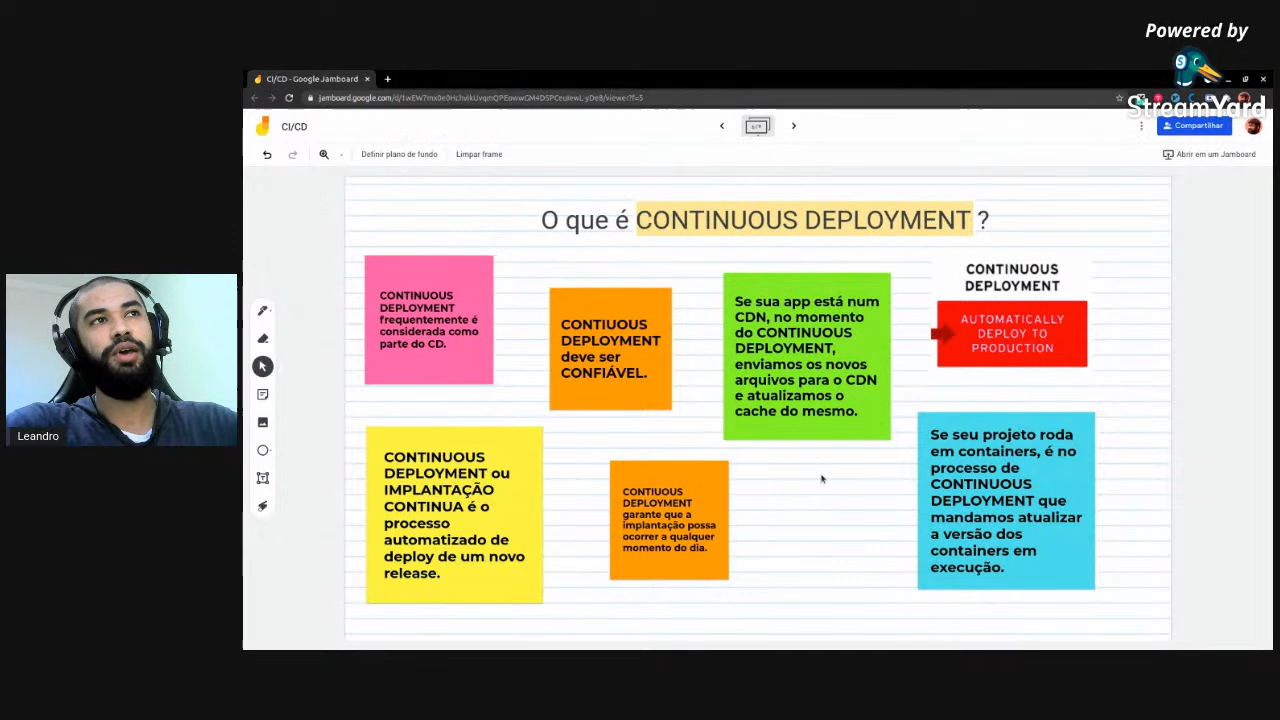 Powered by
StreamYard
CI/CD - Google Jamboard
CI/CD
Compartilhar
Definir plano de fundo
Limpar frame
Abrir em um Jamboard
O que é CONTINUOUS DEPLOYMENT ?
CONTINUOUS
DEPLOYMENT
frequentemente é
considerada como
parte do CD.
CONTIUOUS
DEPLOYMENT
deve ser
CONFIÁVEL.
Se sua app está num
CDN, no momento
do CONTINUOUS
DEPLOYMENT,
enviamos os novos
arquivos para o CDN
e atualizamos o
cache do mesmo.
CONTINUOUS
DEPLOYMENT
AUTOMATICALLY
DEPLOY TO
PRODUCTION
CONTINUOUS
DEPLOYMENT ou
IMPLANTAÇÃO
CONTINUA é o
processo
automatizado de
deploy de um novo
release.
CONTIUOUS
DEPLOYMENT
garante que a
implantação possa
ocorrer a qualquer
momento do dia.
Se seu projeto roda
em containers, é no
processo de
CONTINUOUS
DEPLOYMENT que
mandamos atualizar
a versão dos
containers em
execução.
Leandro